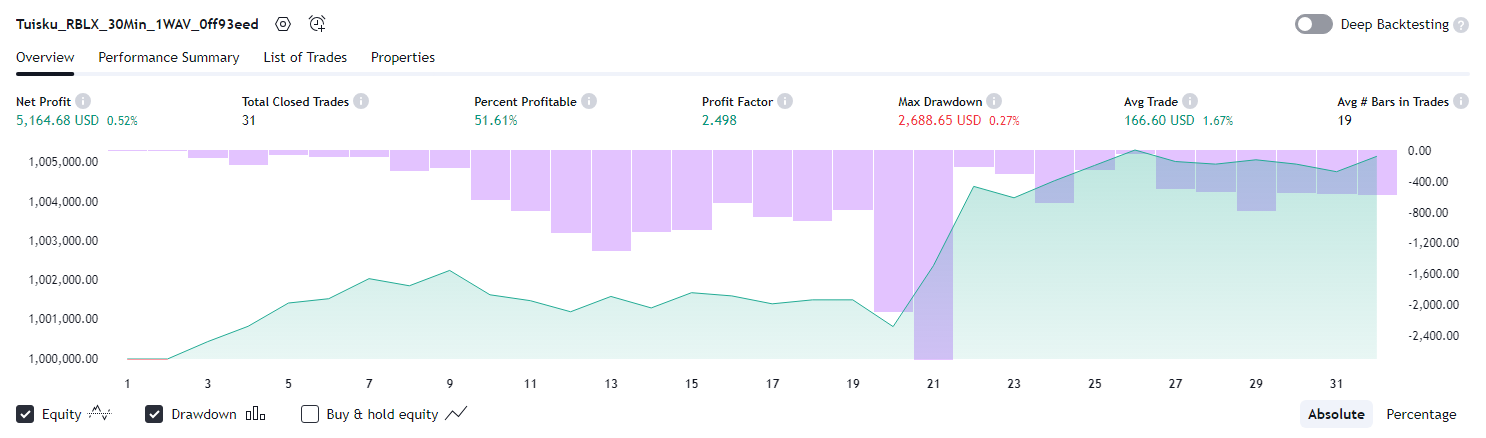 Tuisku_RBLX_30Min_1WAV_0ff93eed
Deep Backtesting ?
Overview Performance Summary List of Trades Properties
Net Profit Total Closed Trades Percent Profitable Profit Factor Max Drawdown Avg Trade Avg # Bars in Trades
5,164.68 USD 0.52% 31 51.61% 2.498 2,688.65 USD 0.27% 166.60 USD 1.67% 19
1,005,000.00 0.00
1,004,000.00 -400.00
1,003,000.00 -800.00
1,002,000.00 -1,200.00
1,001,000.00 -1,600.00
1,000,000.00 -2,000.00
-2,400.00
1 3 5 7 9 11 13 15 17 19 21 23 25 27 29 31
Equity Drawdown Buy & hold equity Absolute Percentage